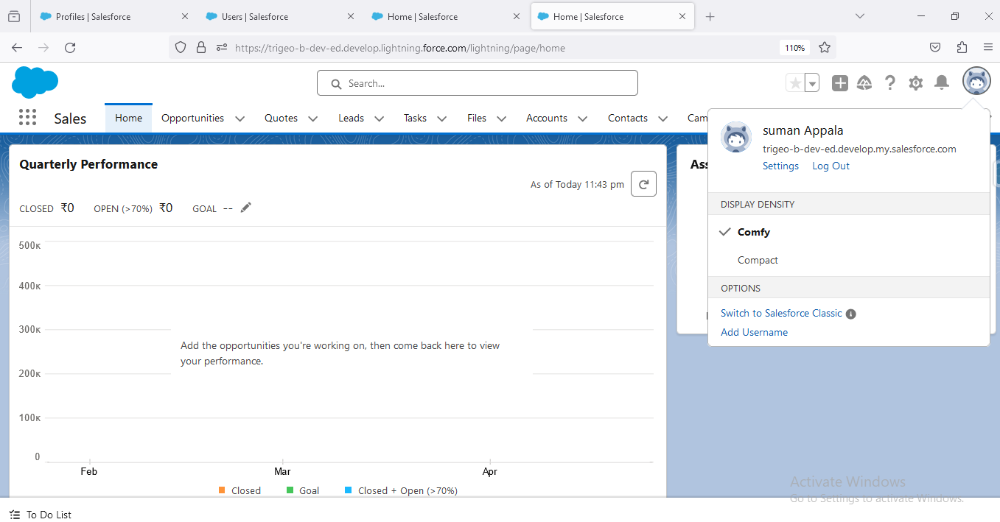 Profiles | Salesforce
Users | Salesforce
Home | Salesforce
Home | Salesforce
https://trigeo-b-dev-ed.develop.lightning.force.com/lightning/page/home
110%
Search...
Sales
Home
Opportunities
Quotes
Leads
Tasks
Files
Accounts
Contacts
Cam
suman Appala
trigeo-b-dev-ed.develop.my.salesforce.com
Settings
Log Out
DISPLAY DENSITY
Comfy
Compact
OPTIONS
Switch to Salesforce Classic
Add Username
Quarterly Performance
As of Today 11:43 pm
CLOSED ₹0 OPEN (>70%) ₹0 GOAL --
500K
400K
300K
200K
100K
0
Add the opportunities you're working on, then come back here to view
your performance.
Feb
Mar
Apr
Closed
Goal
Closed + Open (>70%)
Ass
Activate Windows
Go to Settings to activate Windows.
To Do List